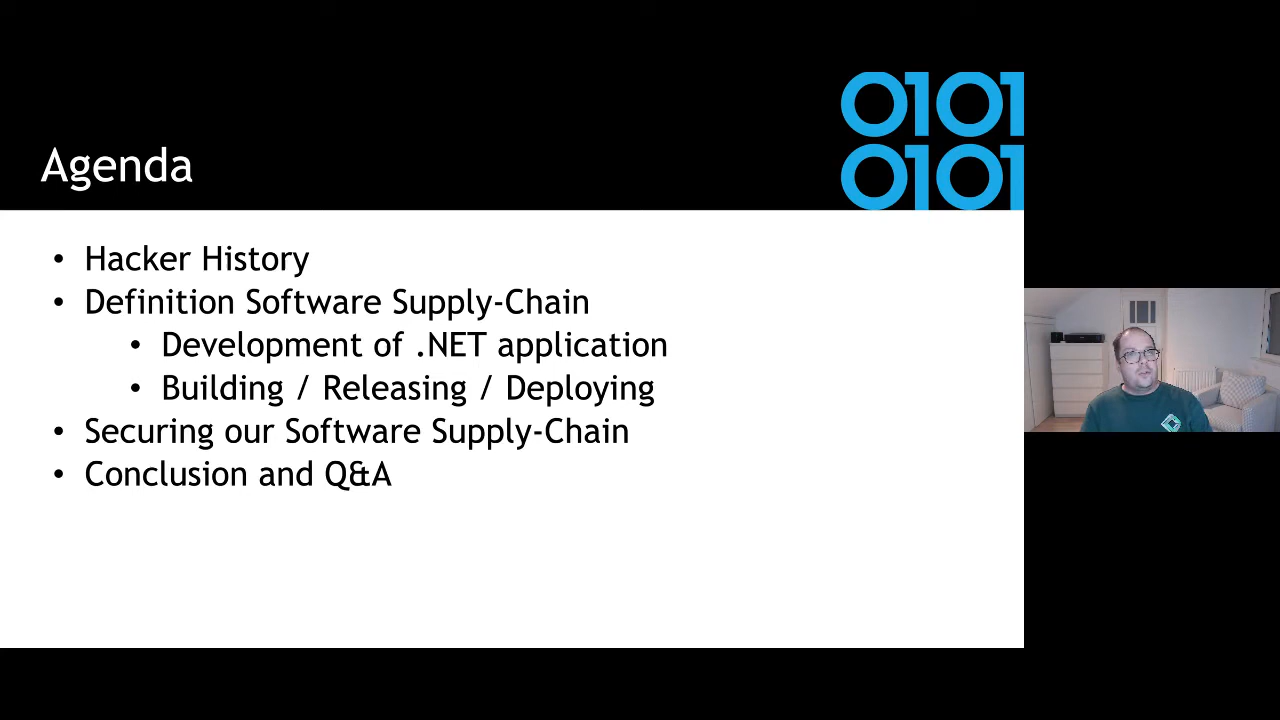 0101
0101
Agenda
• Hacker History
• Definition Software Supply-Chain
• Development of .NET application
• Building / Releasing / Deploying
• Securing our Software Supply-Chain
• Conclusion and Q&A